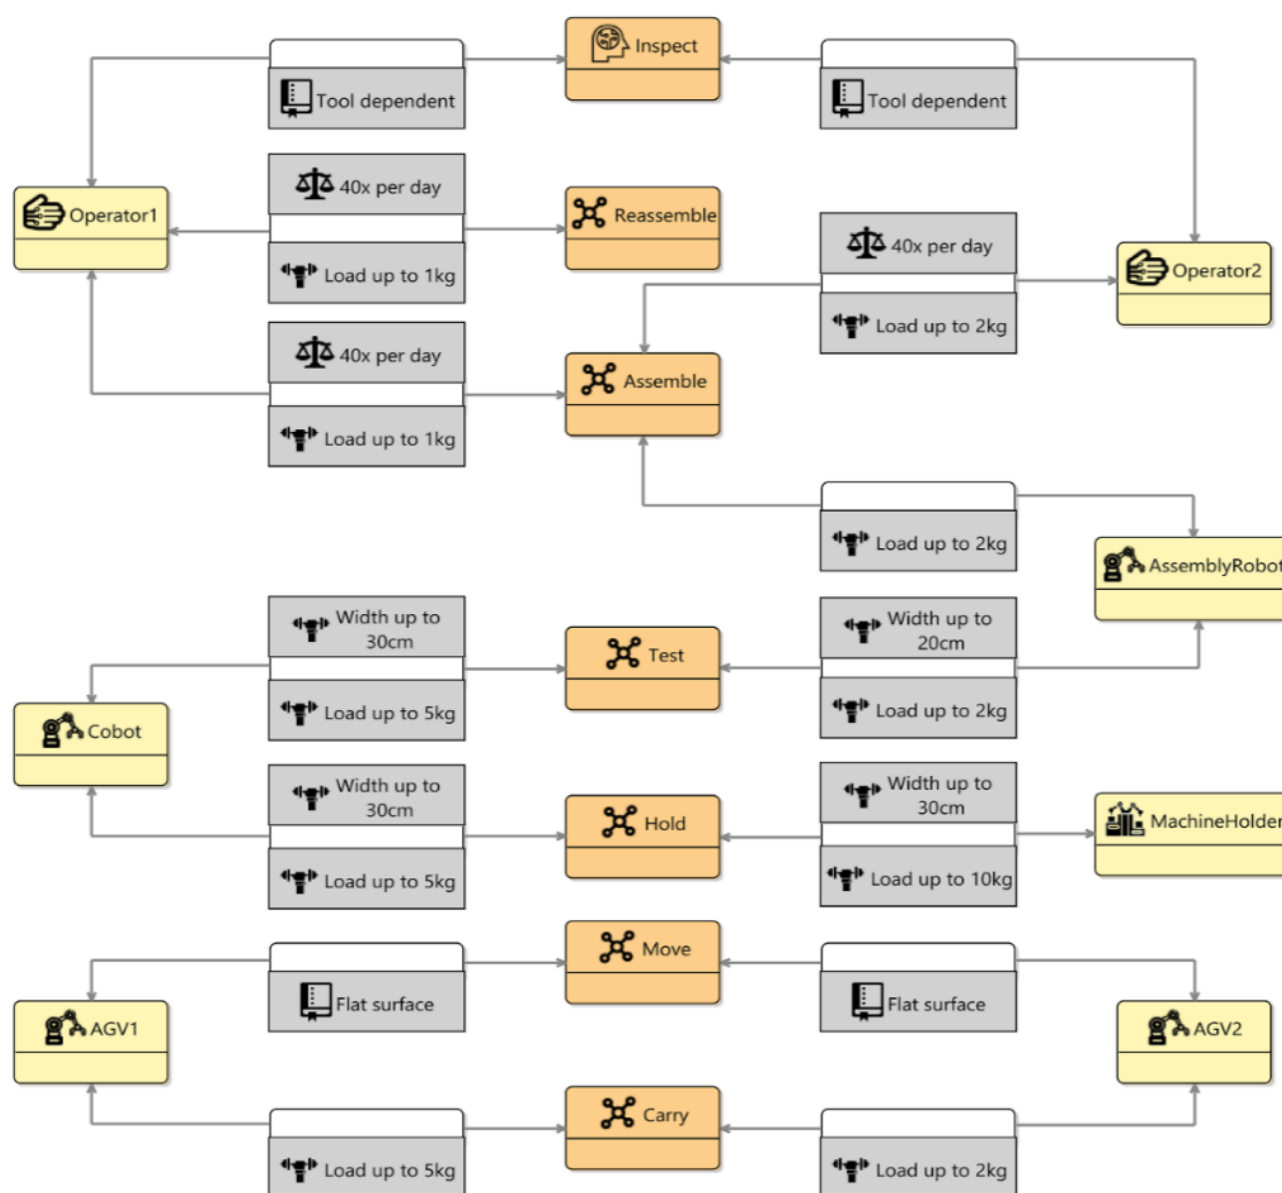 Inspect
Tool dependent
Tool dependent
40x per day
Operator1
Reassemble
40x per day
Load up to 1kg
Operator2
Load up to 2kg
40x per day
Assemble
Load up to 1kg
Load up to 2kg
AssemblyRobot
Width up to
30cm
Width up to
20cm
Test
Load up to 5kg
Load up to 2kg
Cobot
Width up to
30cm
Width up to
30cm
Hold
MachineHolder
Load up to 5kg
Load up to 10kg
Move
Flat surface
Flat surface
AGV1
AGV2
Carry
Load up to 5kg
Load up to 2kg